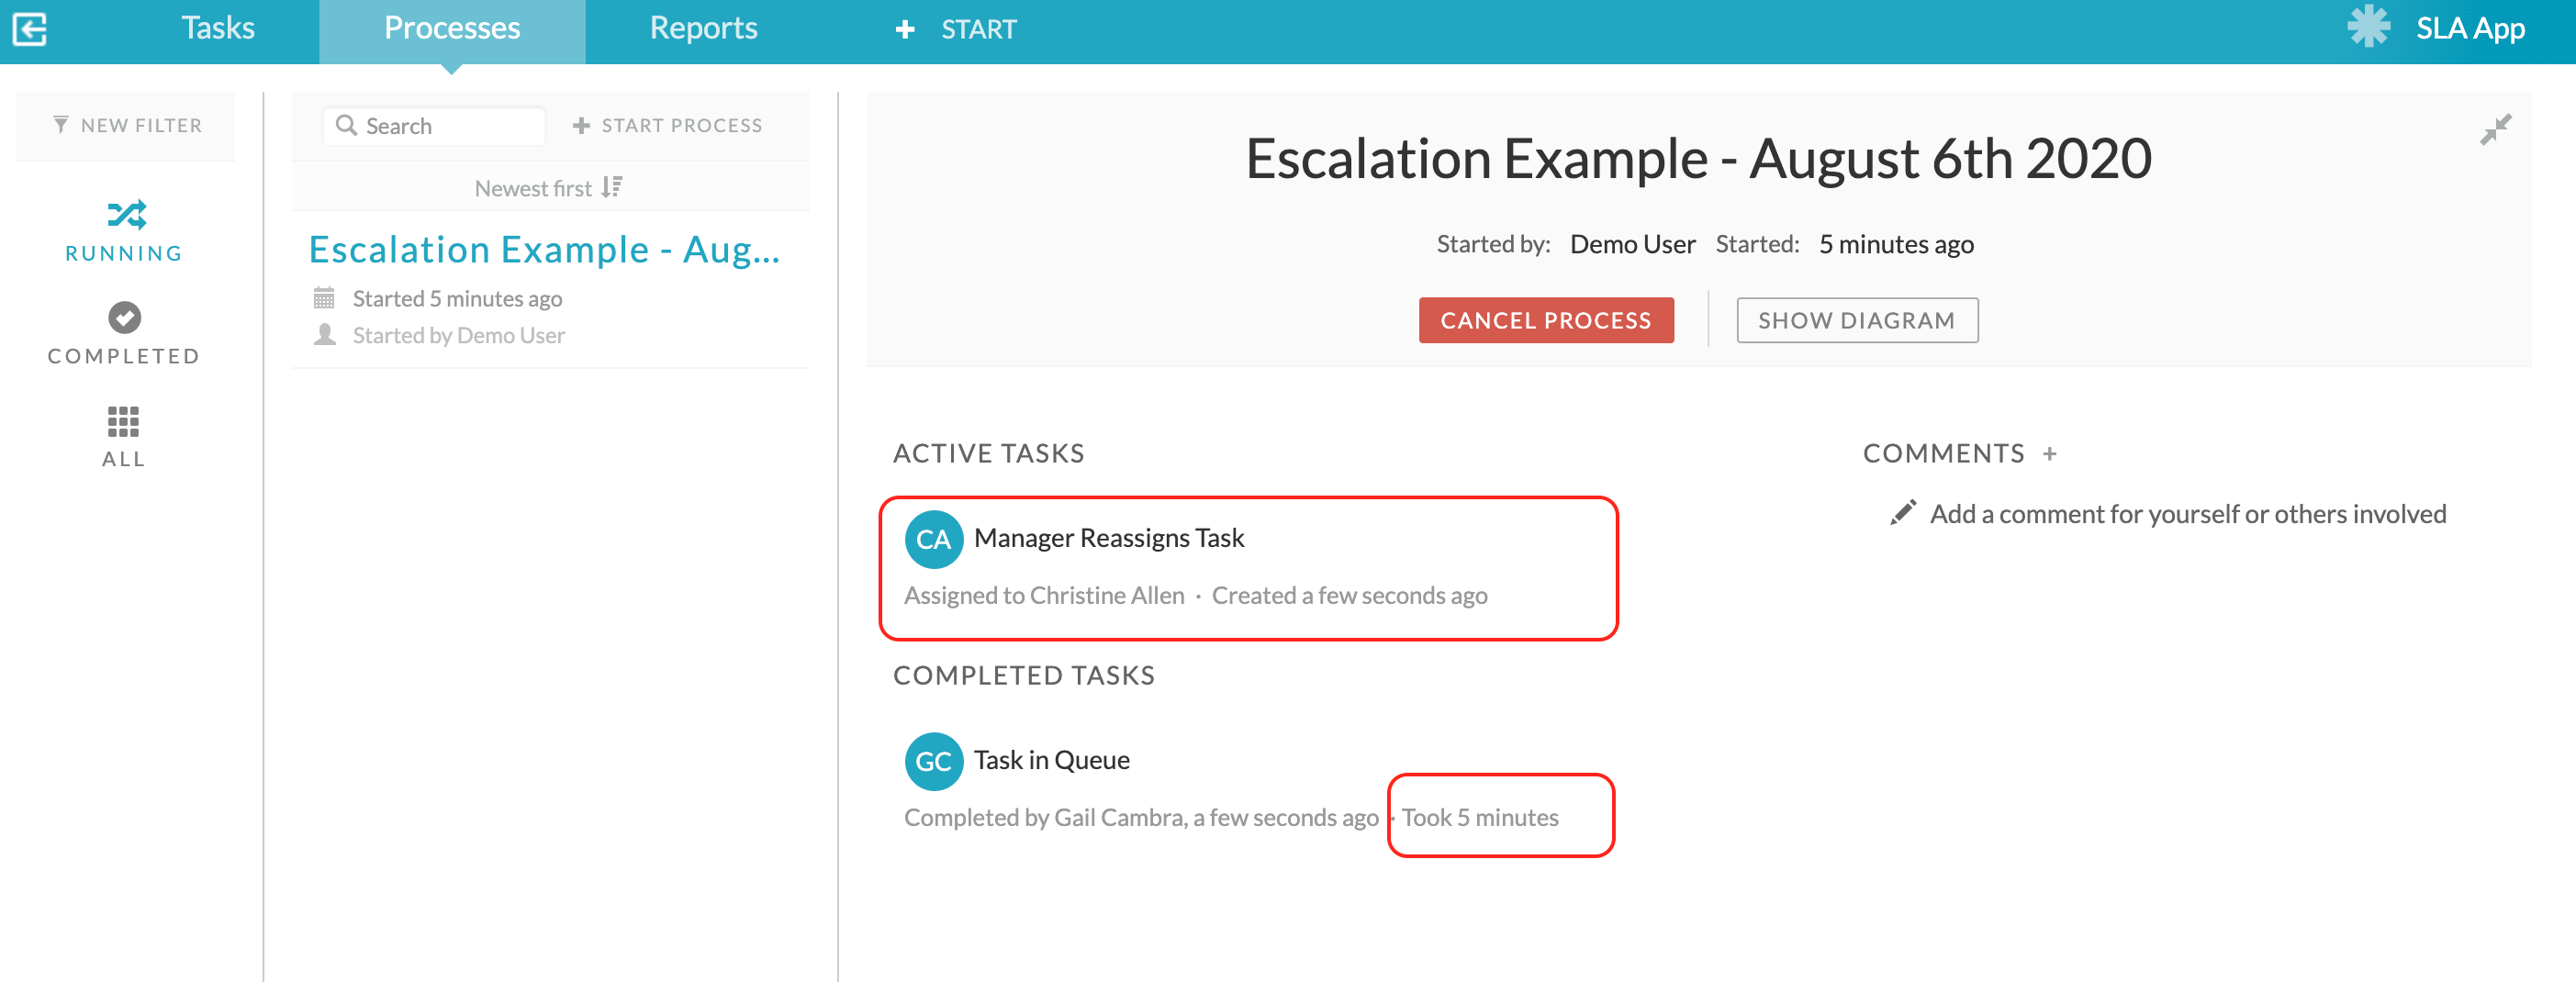 Tasks
Processes
Reports
START
SLA App
NEW FILTER
RUNNING
COMPLETED
ALL
Search
START PROCESS
Newest first
Escalation Example - Aug...
Started 5 minutes ago
Started by Demo User
Escalation Example - August 6th 2020
Started by: Demo User Started: 5 minutes ago
CANCEL PROCESS
SHOW DIAGRAM
ACTIVE TASKS
CA Manager Reassigns Task
Assigned to Christine Allen · Created a few seconds ago
COMPLETED TASKS
GC Task in Queue
Completed by Gail Cambra, a few seconds ago · Took 5 minutes
COMMENTS +
Add a comment for yourself or others involved